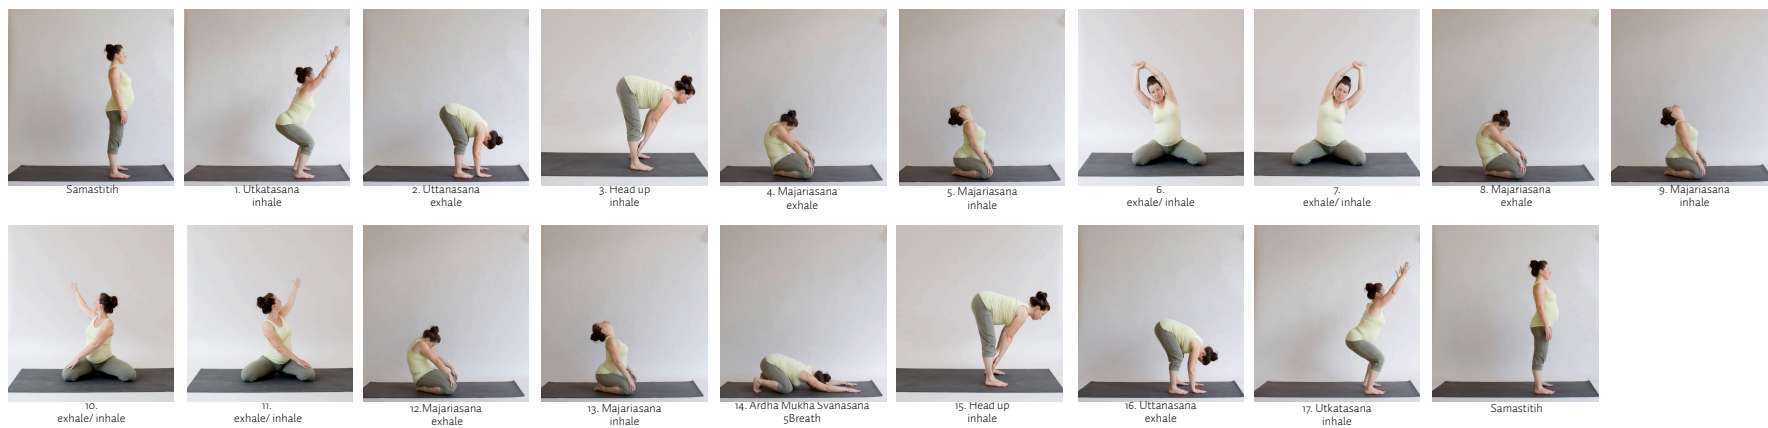 Samastitih
1. Utkatasana
inhale
2. Uttanasana
exhale
3. Head up
inhale
4. Majariasana
exhale
5. Majariasana
inhale
6.
exhale/ inhale
7.
exhale/ inhale
8. Majariasana
exhale
9. Majariasana
inhale
10.
exhale/ inhale
11.
exhale/ inhale
12.Majariasana
exhale
13. Majariasana
inhale
14. Ardha Mukha Svanasana
5Breath
15. Head up
inhale
16. Uttanasana
exhale
17. Utkatasana
inhale
Samastitih